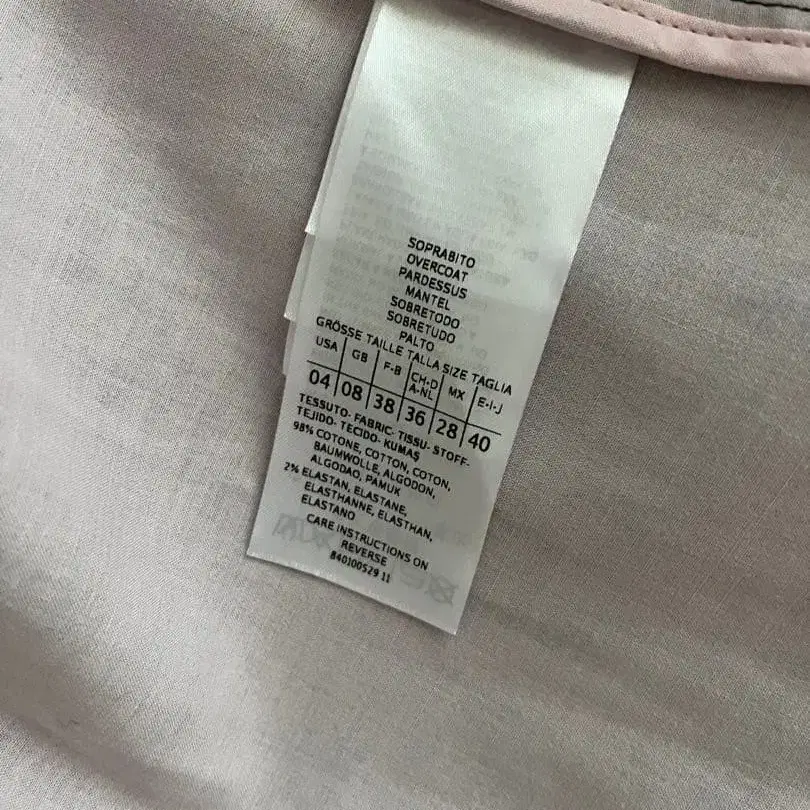 SOPRABITO
OVERCOAT
PARDESSUS
MANTEL
SOBRETODO
SOBRETUDO
PALTO
GRÖSSE TAILLE TALLA SIZE TAGLIA
USA GB F-B CH-D A-NL MX E-I-J
04 08 38 36 28 40
TESSUTO- FABRIC- TISSU- STOFF-
TEJIDO- TECIDO- KUMAŞ
98% COTONE, COTTON, COTON,
BAUMWOLLE, ALGODON,
ALGODAO, PAMUK
2% ELASTAN, ELASTANE,
ELASTHANNE, ELASTHAN,
ELASTANO
CARE INSTRUCTIONS ON
REVERSE
840100529 11